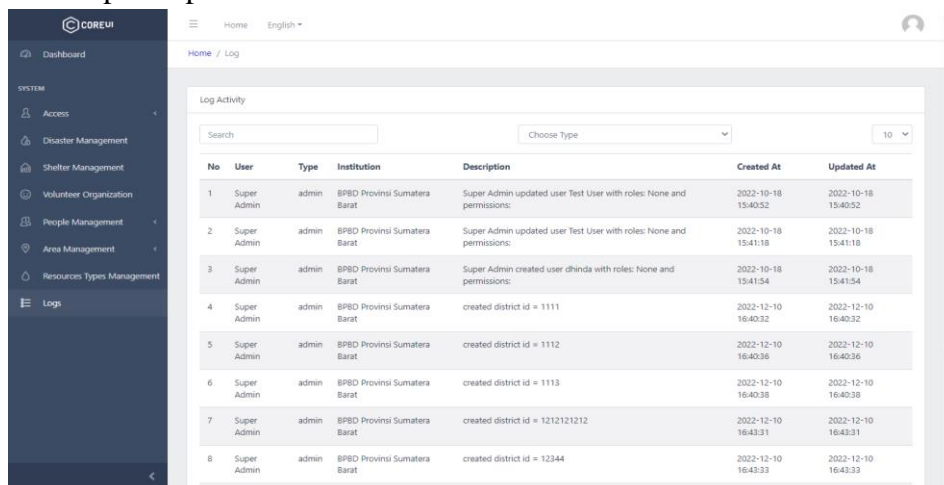 COREUI
Home English
Dashboard
Home / Log
SYSTEM
Access
Disaster Management
Shelter Management
Volunteer Organization
People Management
Area Management
Resources Types Management
Logs
Log Activity
Search Choose Type 10
No User Type Institution Description Created At Updated At
1 Super Admin admin BPBD Provinsi Sumatera Barat Super Admin updated user Test User with roles: None and permissions: 2022-10-18 15:40:52 2022-10-18 15:40:52
2 Super Admin admin BPBD Provinsi Sumatera Barat Super Admin updated user Test User with roles: None and permissions: 2022-10-18 15:41:18 2022-10-18 15:41:18
3 Super Admin admin BPBD Provinsi Sumatera Barat Super Admin created user dhinda with roles: None and permissions: 2022-10-18 15:41:54 2022-10-18 15:41:54
4 Super Admin admin BPBD Provinsi Sumatera Barat created district id = 1111 2022-12-10 16:40:32 2022-12-10 16:40:32
5 Super Admin admin BPBD Provinsi Sumatera Barat created district id = 1112 2022-12-10 16:40:36 2022-12-10 16:40:36
6 Super Admin admin BPBD Provinsi Sumatera Barat created district id = 1113 2022-12-10 16:40:38 2022-12-10 16:40:38
7 Super Admin admin BPBD Provinsi Sumatera Barat created district id = 1212121212 2022-12-10 16:43:31 2022-12-10 16:43:31
8 Super Admin admin BPBD Provinsi Sumatera Barat created district id = 12344 2022-12-10 16:43:33 2022-12-10 16:43:33